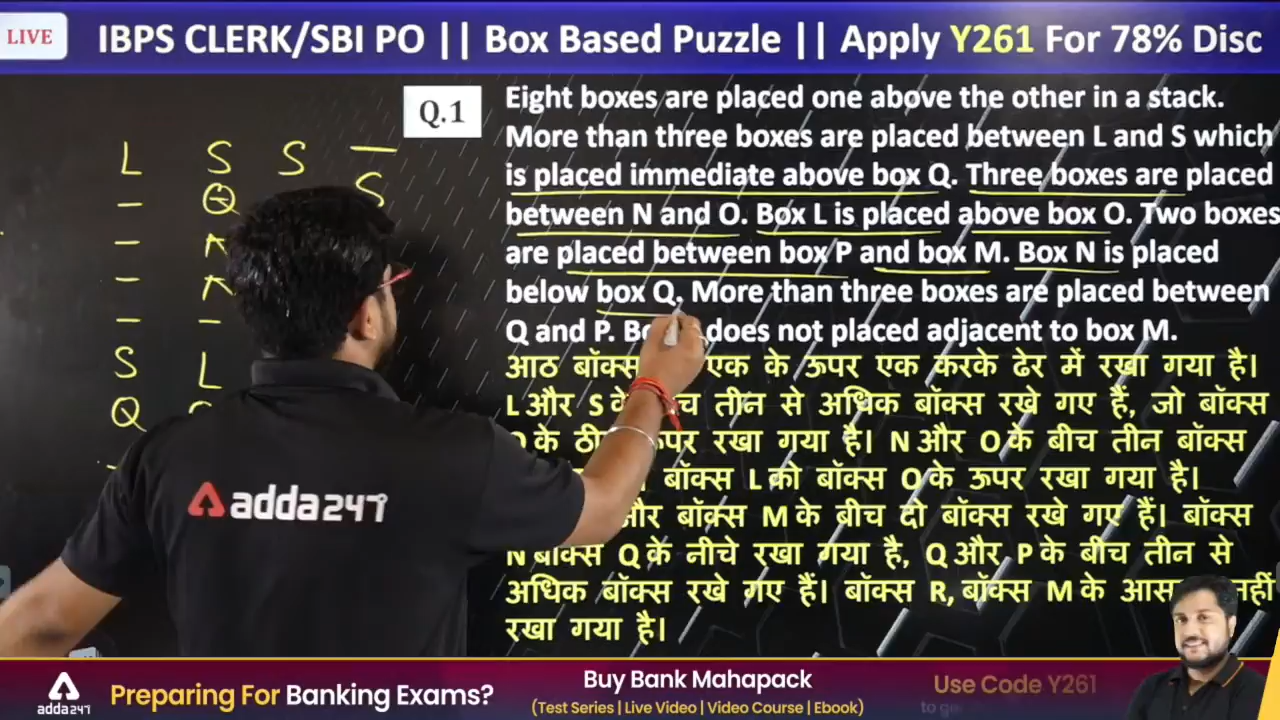 LIVE
IBPS CLERK/SBI PO || Box Based Puzzle || Apply Y261 For 78% Disc
Q.1
Eight boxes are placed one above the other in a stack.
More than three boxes are placed between L and S which
is placed immediate above box Q. Three boxes are placed
between N and O. Box L is placed above box O. Two boxes
are placed between box P and box M. Box N is placed
below box Q. More than three boxes are placed between
Q and P. does not placed adjacent to box M.
आठ बॉक्स एक के ऊपर एक करके ढेर में रखा गया है।
L और S के तीन से अधिक बॉक्स रखे गए हैं, जो बॉक्स
के रखा गया है। N और O के बीच तीन बॉक्स
बॉक्स L को बॉक्स O के ऊपर रखा गया है।
और बॉक्स M के बीच दो बॉक्स रखे गए हैं। बॉक्स
N बॉक्स Q के नीचे रखा गया है, Q और P के बीच तीन से
अधिक बॉक्स रखे गए हैं। बॉक्स R, बॉक्स M के नहीं
रखा गया है।
L S S
Q S
S L
Q
adda247
adda247
Preparing For Banking Exams?
Buy Bank Mahapack
(Test Series | Live Video | Video Course | Ebook)
Use Code Y261